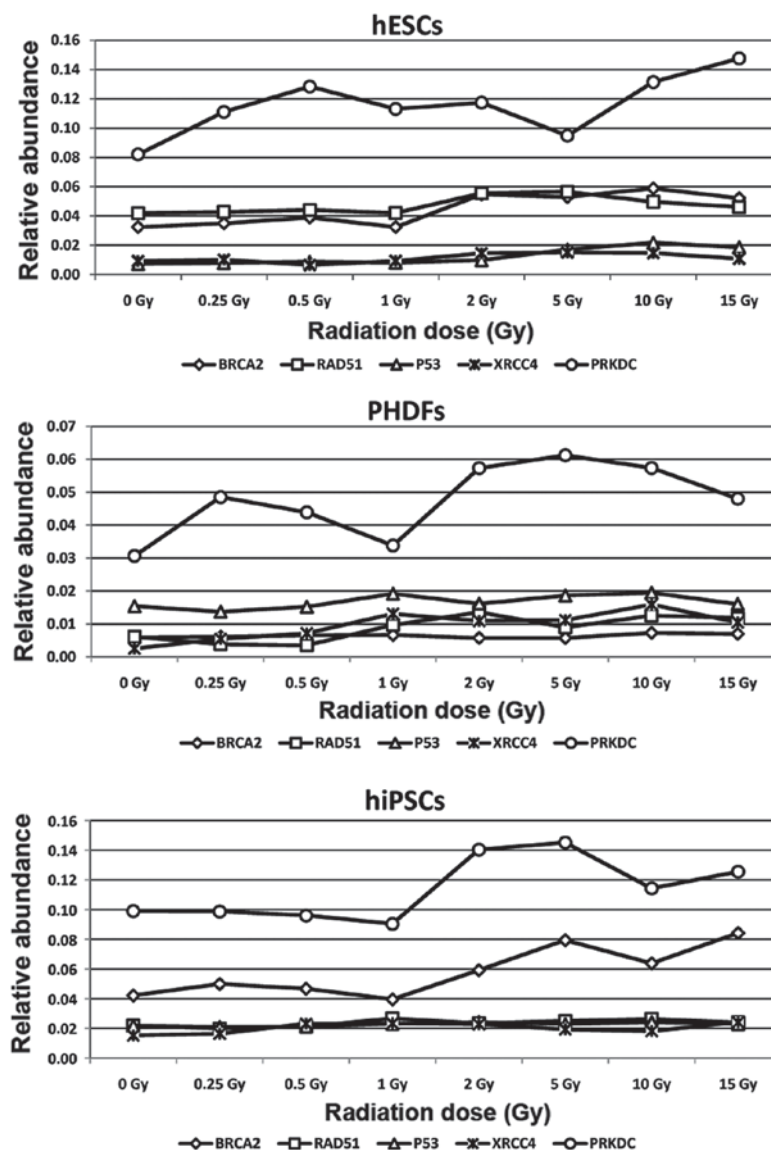 hESCs
Relative abundance
0.16
0.14
0.12
0.10
0.08
0.06
0.04
0.02
0.00
0 Gy 0.25 Gy 0.5 Gy 1 Gy 2 Gy 5 Gy 10 Gy 15 Gy
Radiation dose (Gy)
BRCA2 RAD51 P53 XRCC4 PRKDC
PHDFs
Relative abundance
0.07
0.06
0.05
0.04
0.03
0.02
0.01
0.00
0 Gy 0.25 Gy 0.5 Gy 1 Gy 2 Gy 5 Gy 10 Gy 15 Gy
Radiation dose (Gy)
BRCA2 RAD51 P53 XRCC4 PRKDC
hiPSCs
Relative abundance
0.16
0.14
0.12
0.10
0.08
0.06
0.04
0.02
0.00
0 Gy 0.25 Gy 0.5 Gy 1 Gy 2 Gy 5 Gy 10 Gy 15 Gy
Radiation dose (Gy)
BRCA2 RAD51 P53 XRCC4 PRKDC